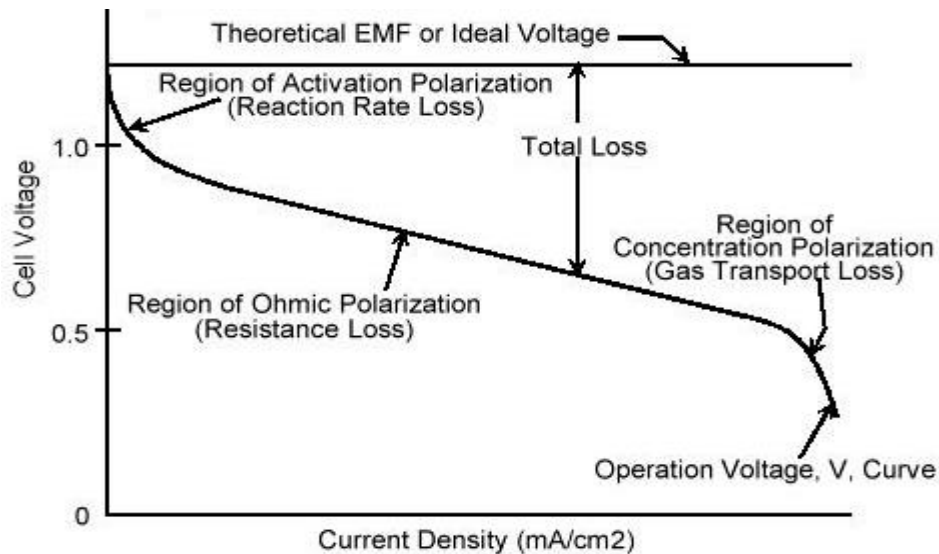 Theoretical EMF or Ideal Voltage
Region of Activation Polarization
(Reaction Rate Loss)
1.0
Total Loss
Cell Voltage
Region of
Concentration Polarization
(Gas Transport Loss)
Region of Ohmic Polarization
(Resistance Loss)
0.5
Operation Voltage, V, Curve
0
Current Density (mA/cm2)